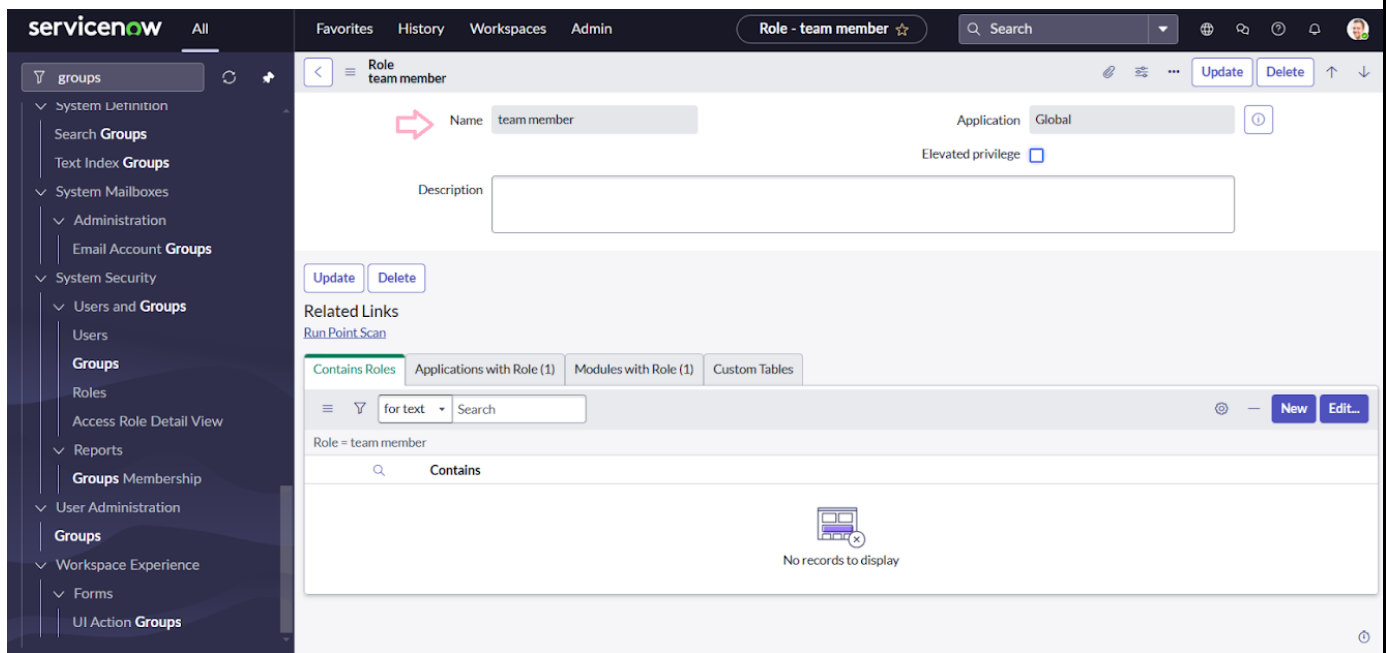 servicenow All Favorites History Workspaces Admin Role - team member Search
groups
Role
team member
Update Delete
System Definition
Search Groups
Text Index Groups
System Mailboxes
Administration
Email Account Groups
System Security
Users and Groups
Users
Groups
Roles
Access Role Detail View
Reports
Groups Membership
User Administration
Groups
Workspace Experience
Forms
UI Action Groups
Name team member
Application Global
Elevated privilege
Description
Update Delete
Related Links
Run Point Scan
Contains Roles Applications with Role (1) Modules with Role (1) Custom Tables
for text Search New Edit...
Role = team member
Contains
No records to display